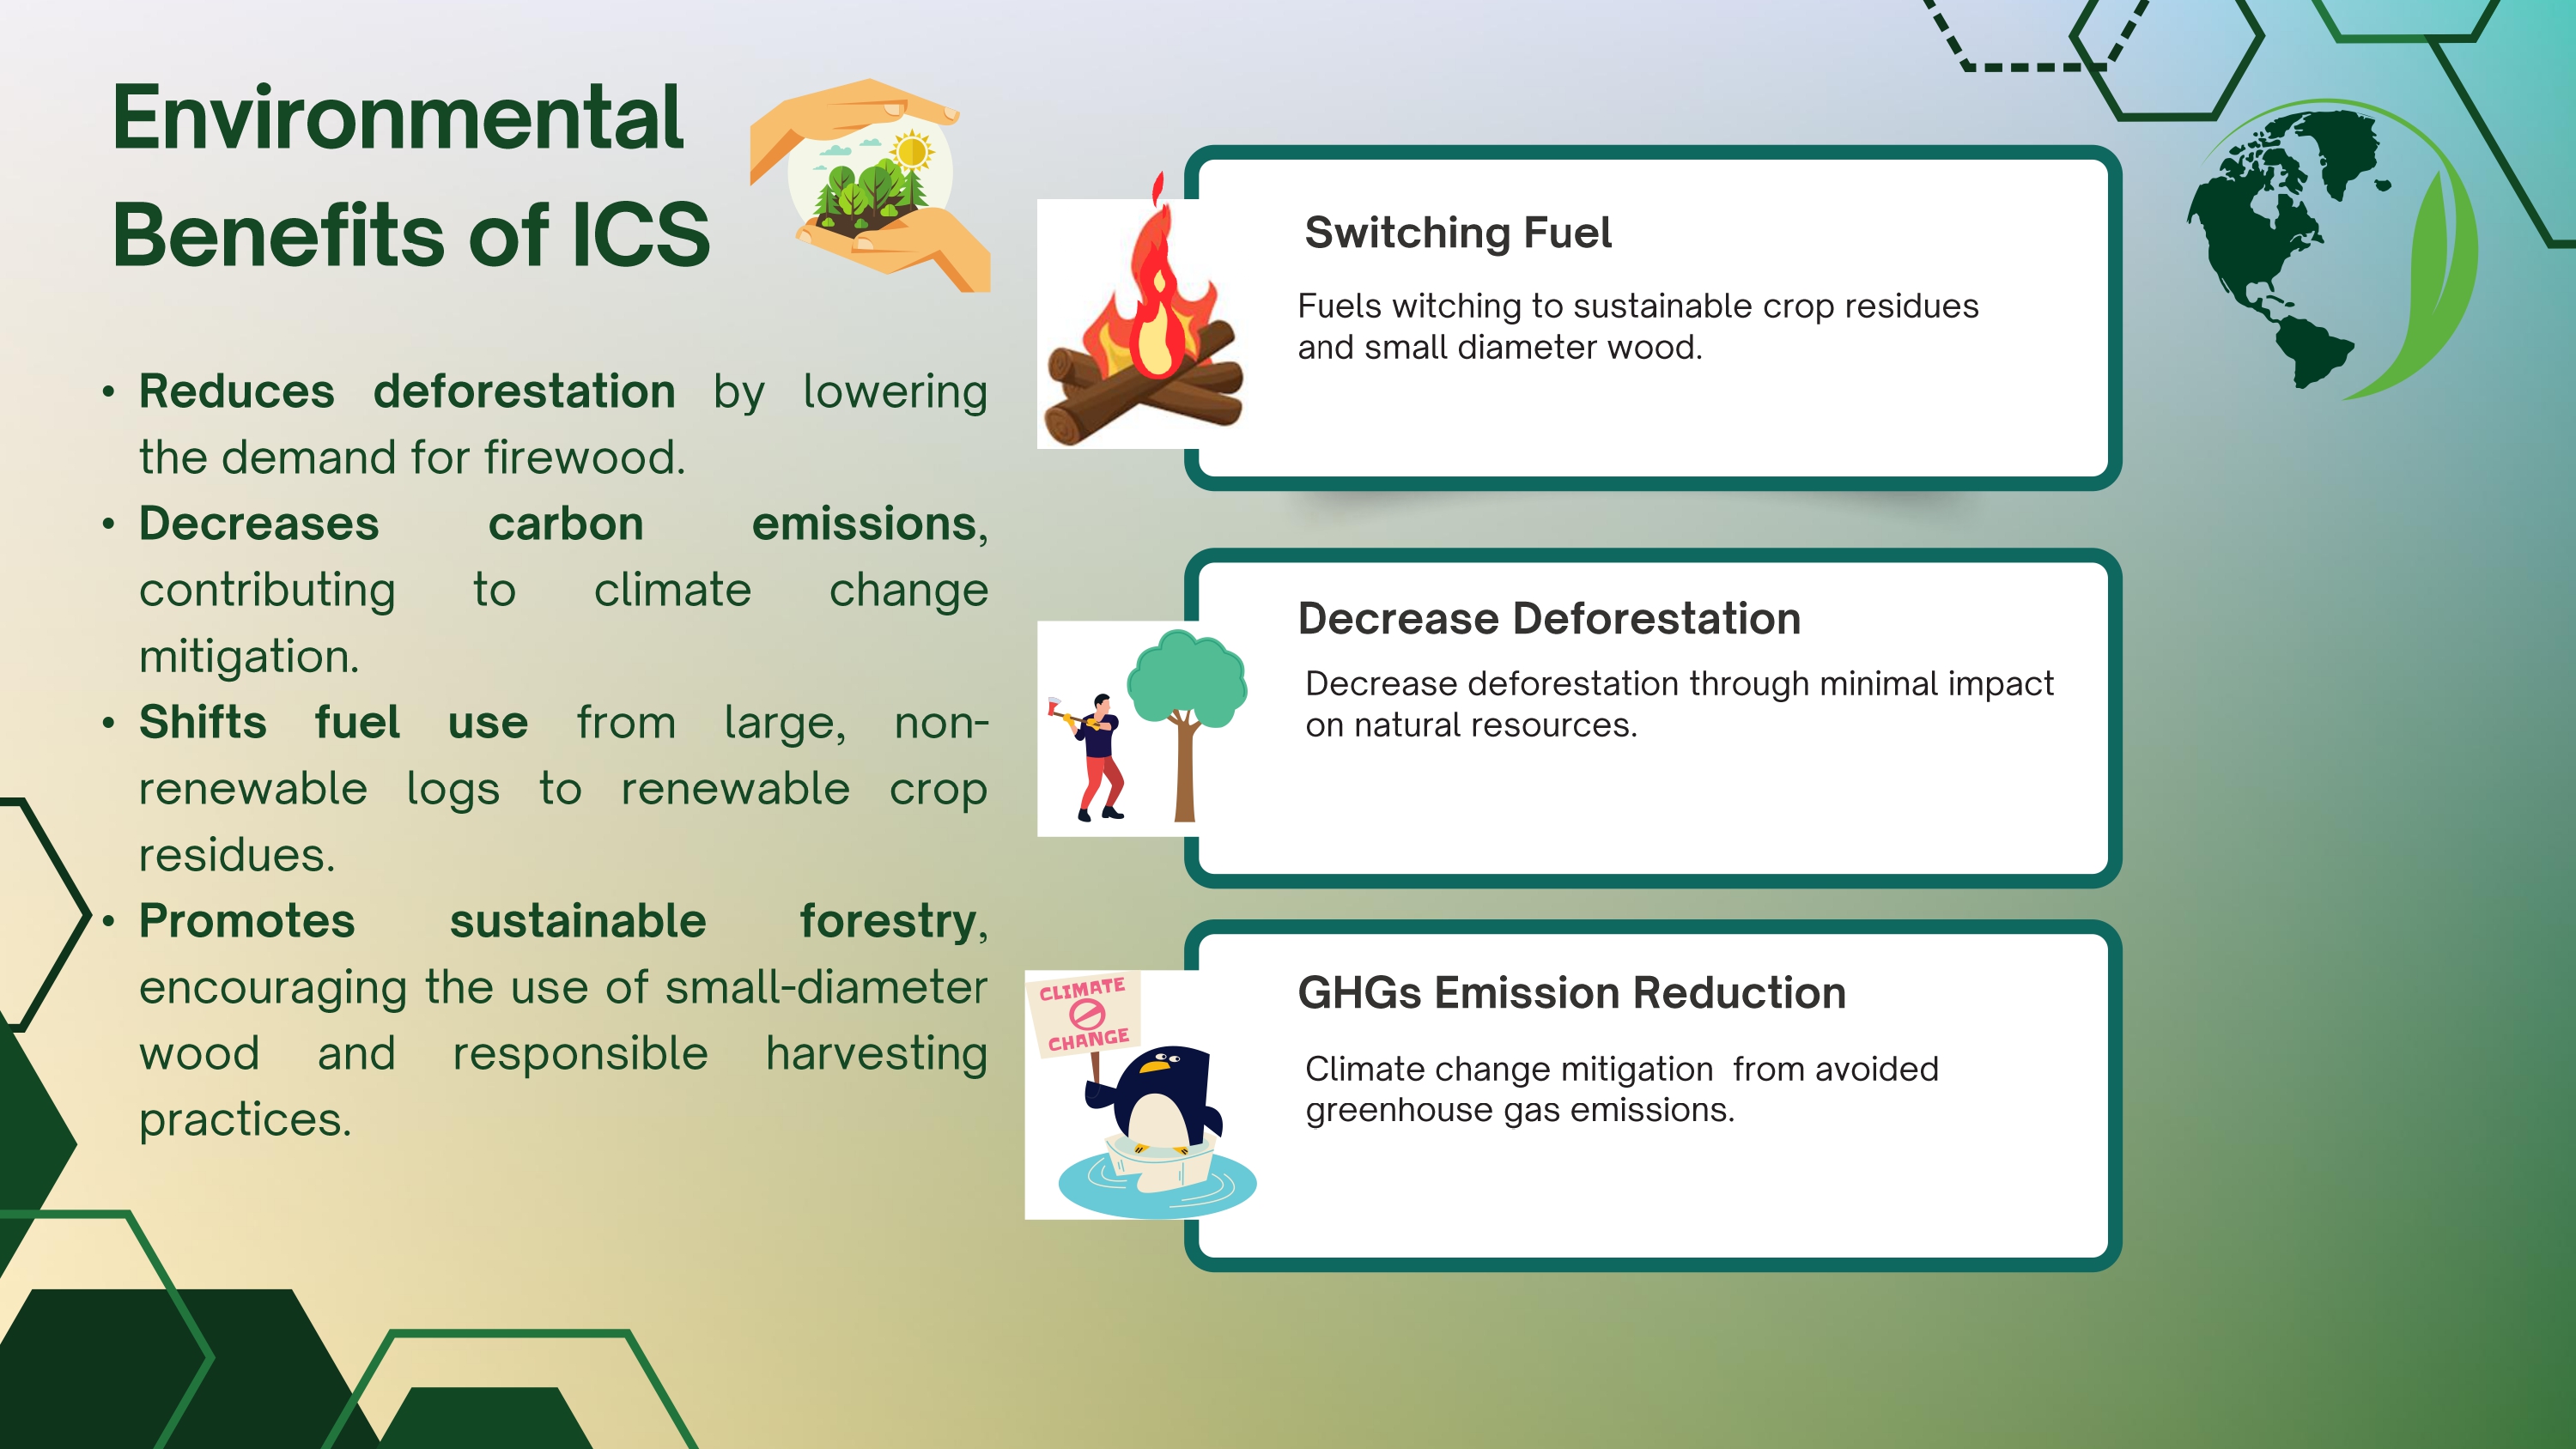 Environmental
Benefits of ICS
• Reduces deforestation by lowering
the demand for firewood.
• Decreases carbon emissions,
contributing to climate change
mitigation.
• Shifts fuel use from large, non-
renewable logs to renewable crop
residues.
• Promotes sustainable forestry,
encouraging the use of small-diameter
wood and responsible harvesting
practices.
Switching Fuel
Fuels witching to sustainable crop residues
and small diameter wood.
Decrease Deforestation
Decrease deforestation through minimal impact
on natural resources.
CLIMATE
CHANGE
GHGs Emission Reduction
Climate change mitigation  from avoided
greenhouse gas emissions.